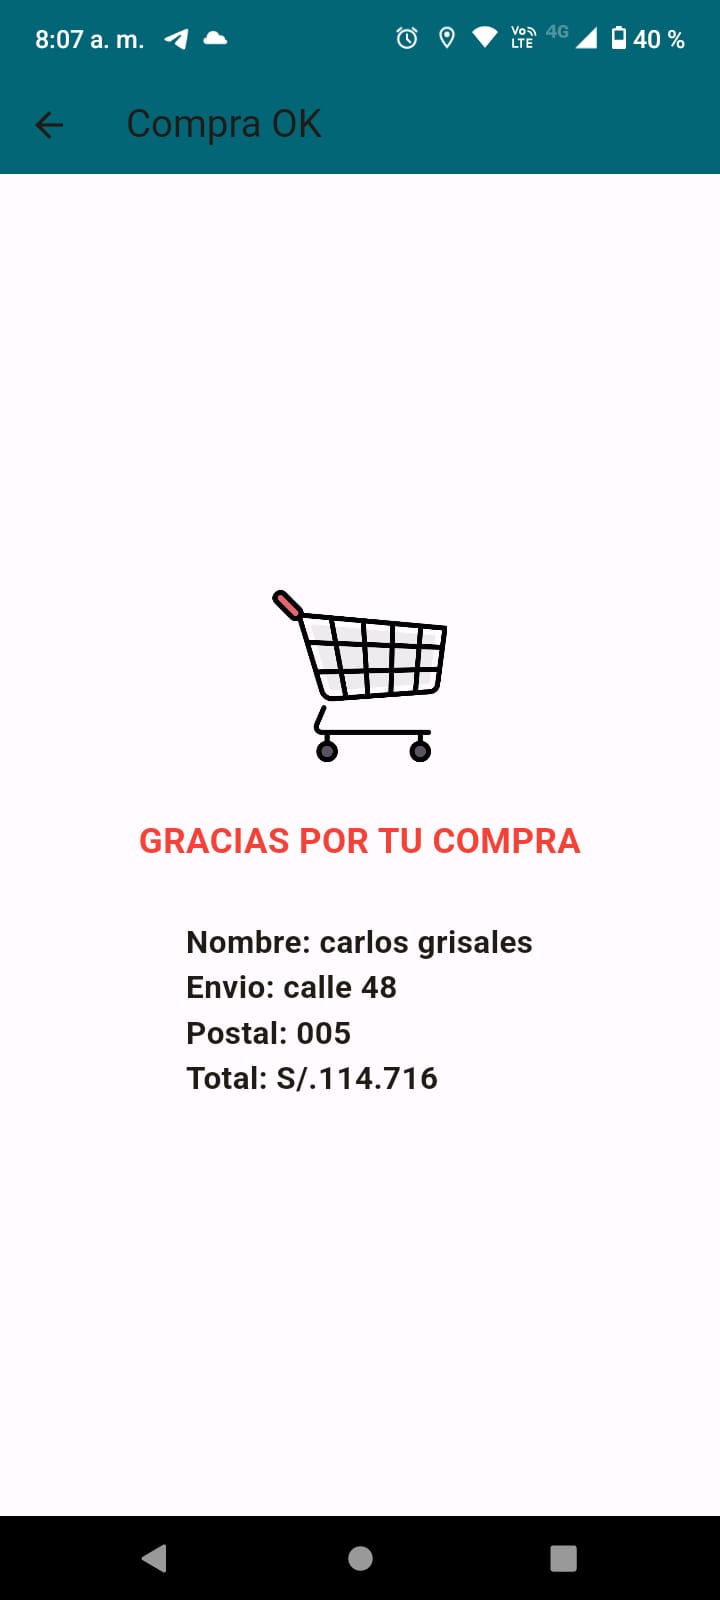 8:07 a. m.
Vo LTE 4G 40 %
Compra OK
GRACIAS POR TU COMPRA
Nombre: carlos grisales
Envio: calle 48
Postal: 005
Total: S/.114.716